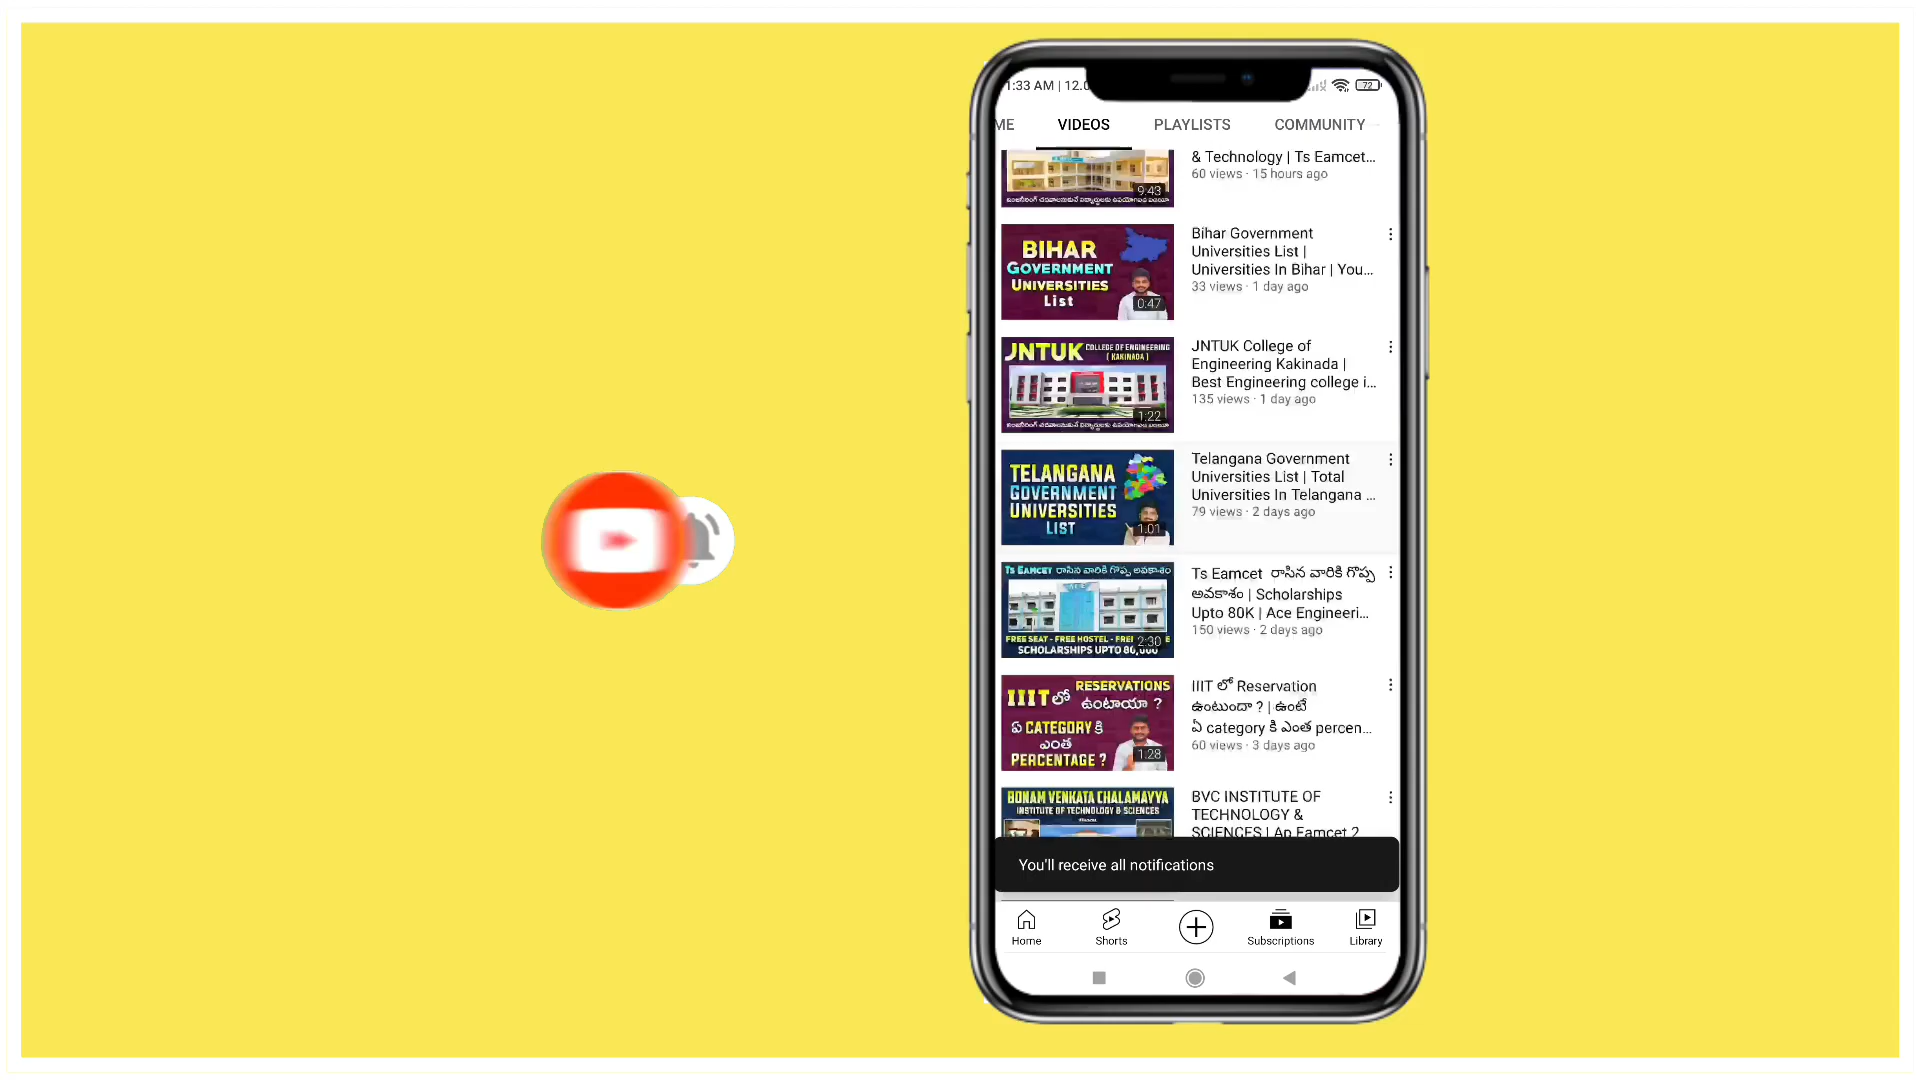 1:33 AM | 12.0
72
ME VIDEOS PLAYLISTS COMMUNITY
9:43
& Technology | Ts Eamcet...
60 views · 15 hours ago
BIHAR
GOVERNMENT
UNIVERSITIES
List
0:47
Bihar Government
Universities List |
Universities In Bihar | You...
33 views · 1 day ago
JNTUK COLLEGE OF ENGINEERING
( KAKINADA )
1:22
JNTUK College of
Engineering Kakinada |
Best Engineering college i...
135 views · 1 day ago
TELANGANA
GOVERNMENT
UNIVERSITIES
LIST
1:01
Telangana Government
Universities List | Total
Universities In Telangana ...
79 views · 2 days ago
TS EAMCET రాసిన వారికి గొప్ప అవకాశం
FREE SEAT - FREE HOSTEL - FREE
2:30
SCHOLARSHIPS UPTO 80,000
Ts Eamcet రాసిన వారికి గొప్ప
అవకాశం | Scholarships
Upto 80K | Ace Engineeri...
150 views · 2 days ago
IIIT లో RESERVATIONS
ఉంటాయా ?
ఏ CATEGORY కి
ఎంత
PERCENTAGE ?
1:28
IIIT లో Reservation
ఉంటుందా ? | ఉంటే
ఏ category కి ఎంత percen...
60 views · 3 days ago
BONAM VENKATA CHALAMAYYA
INSTITUTE OF TECHNOLOGY & SCIENCES
BVC INSTITUTE OF
TECHNOLOGY &
SCIENCES | Ap Eamcet 2
You'll receive all notifications
Home Shorts Subscriptions Library